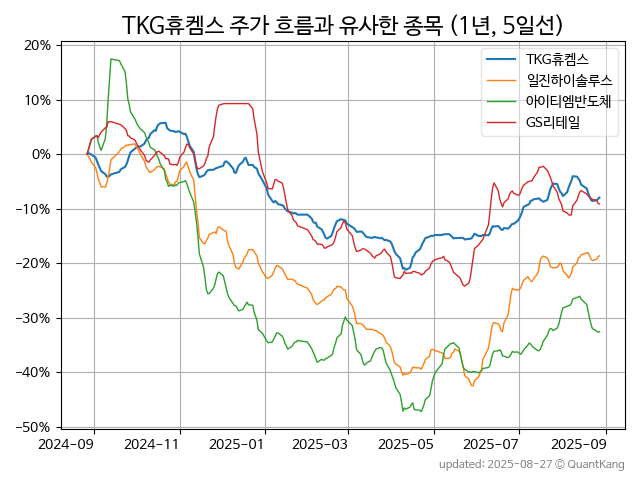 TKG휴켐스 주가 흐름과 유사한 종목 (1년, 5일선)
TKG휴켐스
일진하이솔루스
아이티엠반도체
GS리테일
20%
10%
0%
−10%
−20%
−30%
−40%
−50%
2024-09 2024-11 2025-01 2025-03 2025-05 2025-07 2025-09
updated: 2025-08-27 © QuantKang